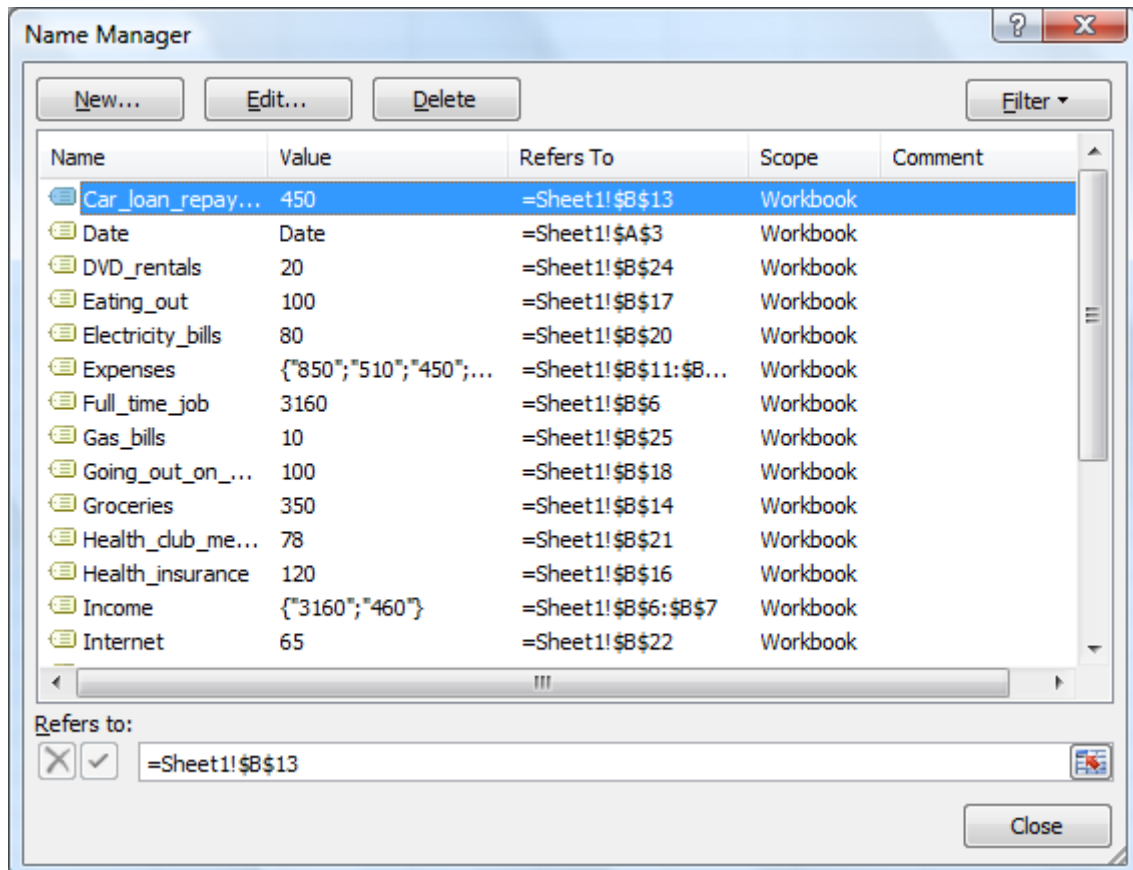 Name Manager
New... Edit... Delete Filter
Name Value Refers To Scope Comment
Car_loan_repay... 450 =Sheet1!$B$13 Workbook
Date Date =Sheet1!$A$3 Workbook
DVD_rentals 20 =Sheet1!$B$24 Workbook
Eating_out 100 =Sheet1!$B$17 Workbook
Electricity_bills 80 =Sheet1!$B$20 Workbook
Expenses {"850";"510";"450";... =Sheet1!$B$11:$B... Workbook
Full_time_job 3160 =Sheet1!$B$6 Workbook
Gas_bills 10 =Sheet1!$B$25 Workbook
Going_out_on_... 100 =Sheet1!$B$18 Workbook
Groceries 350 =Sheet1!$B$14 Workbook
Health_club_me... 78 =Sheet1!$B$21 Workbook
Health_insurance 120 =Sheet1!$B$16 Workbook
Income {"3160";"460"} =Sheet1!$B$6:$B$7 Workbook
Internet 65 =Sheet1!$B$22 Workbook
Refers to:
=Sheet1!$B$13
Close